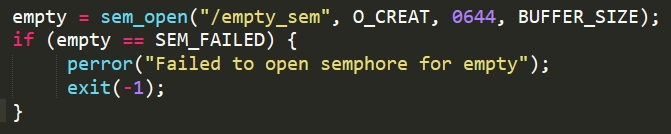 empty = sem_open("/empty_sem", O_CREAT, 0644, BUFFER_SIZE);
if (empty == SEM_FAILED) {
perror("Failed to open semphore for empty");
exit(-1);
}